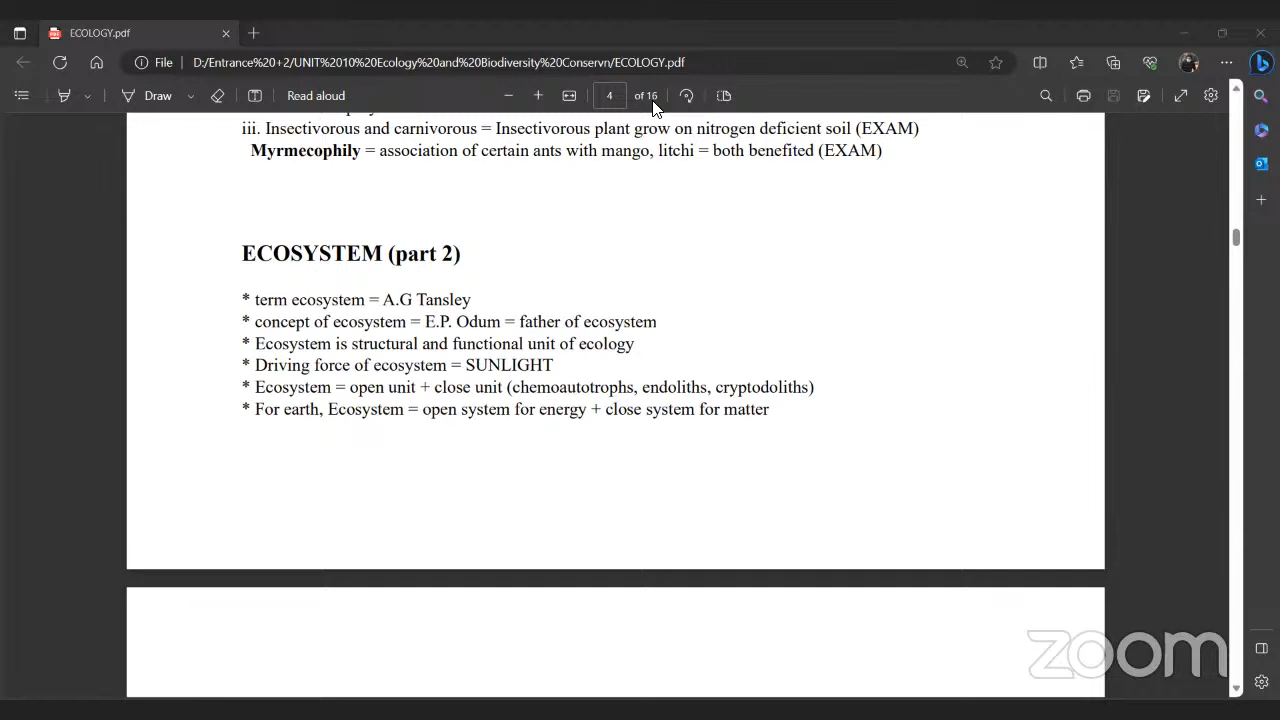 ECOLOGY.pdf
File
D:/Entrance%20+2/UNIT%2010%20Ecology%20and%20Biodiversity%20Conservn/ECOLOGY.pdf
Draw
Read aloud
4
of 16
iii. Insectivorous and carnivorous = Insectivorous plant grow on nitrogen deficient soil (EXAM)
Myrmecophily = association of certain ants with mango, litchi = both benefited (EXAM)
ECOSYSTEM (part 2)
* term ecosystem = A.G Tansley
* concept of ecosystem = E.P. Odum = father of ecosystem
* Ecosystem is structural and functional unit of ecology
* Driving force of ecosystem = SUNLIGHT
* Ecosystem = open unit + close unit (chemoautotrophs, endoliths, cryptodoliths)
* For earth, Ecosystem = open system for energy + close system for matter
zoom